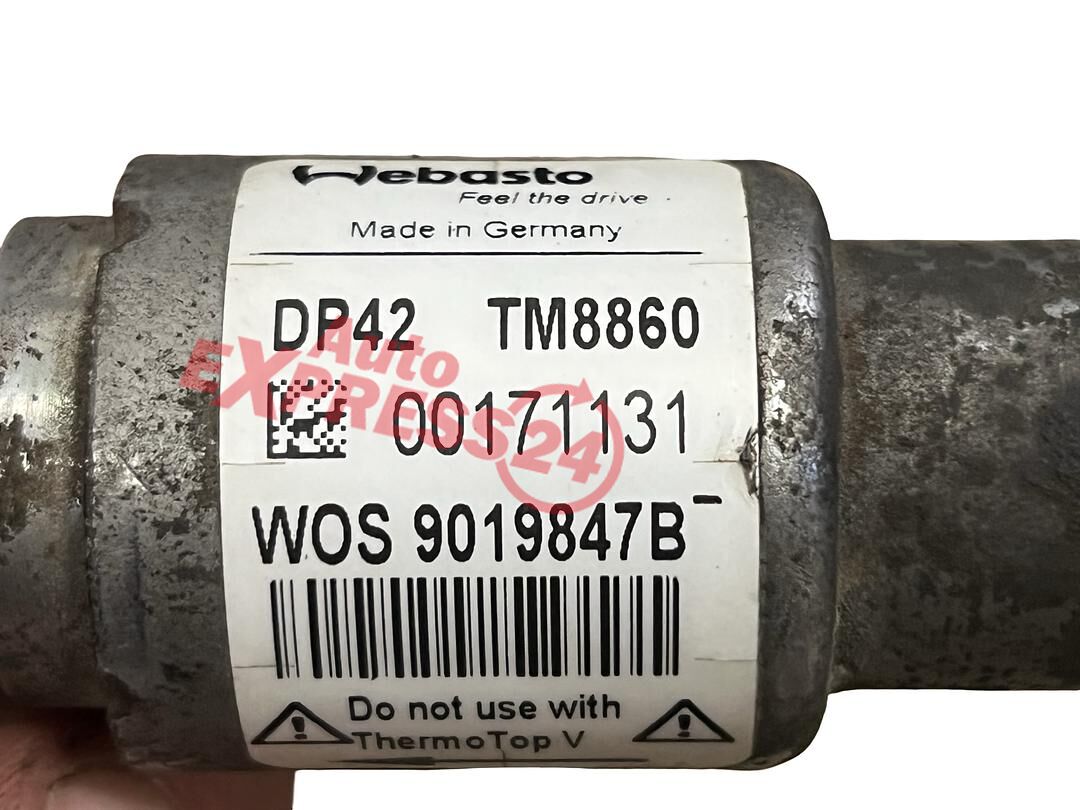 Webasto
Feel the drive
Made in Germany
DP42 TM8860
Auto
EXPRESS24
00171131
WOS 9019847B
Do not use with
ThermoTop V